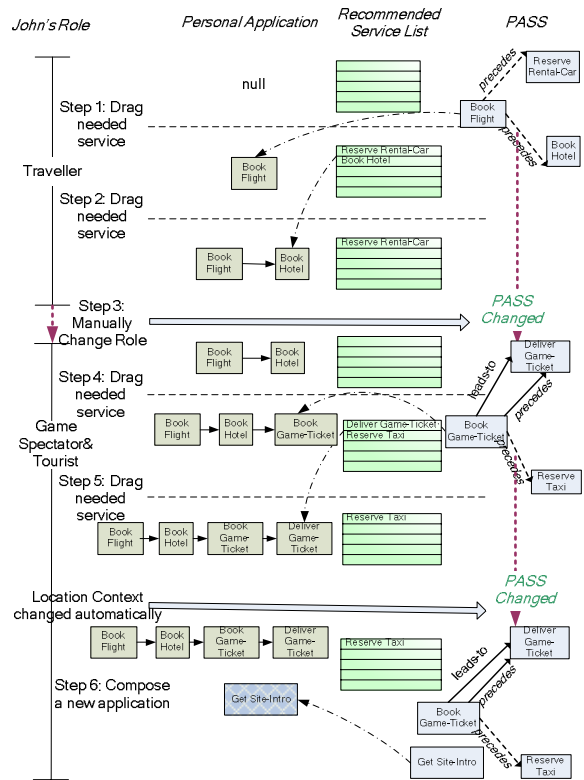 John's Role
Personal Application
Recommended
Service List
PASS
null
precedes
Reserve
Rental-Car
Step 1: Drag
needed
service
Book
Flight
precedes
Book
Hotel
Reserve Rental-Car
Book Hotel
Traveller
Book
Flight
Step 2: Drag
needed
service
Reserve Rental-Car
Book
Flight
Book
Hotel
Step 3:
Manually
Change Role
PASS
Changed
Book
Flight
Book
Hotel
Deliver
Game-
Ticket
leads-to
precedes
Step 4: Drag
needed
service
Game
Spectator&
Tourist
Book
Flight
Book
Hotel
Book
Game-Ticket
Deliver Game-Ticket
Reserve Taxi
Book
Game-Ticket
precedes
Reserve
Taxi
Step 5: Drag
needed
service
Reserve Taxi
Book
Flight
Book
Hotel
Book
Game-
Ticket
Deliver
Game-
Ticket
PASS
Changed
Location Context
changed automatically
Book
Flight
Book
Hotel
Book
Game-
Ticket
Deliver
Game-
Ticket
Reserve Taxi
Deliver
Game-
Ticket
leads-to
precedes
Step 6: Compose
a new application
Get Site-Intro
Book
Game-Ticket
precedes
Get Site-Intro
Reserve
Taxi